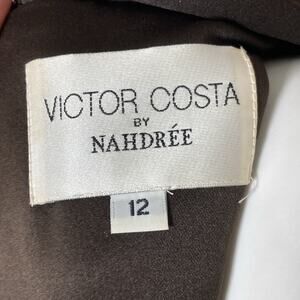 VICTOR COSTA
BY
NAHDRÉE
12